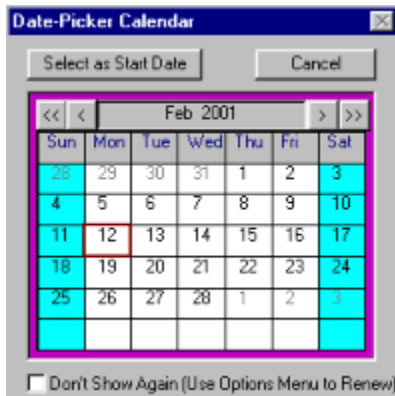 Date-Picker Calendar
Select as Start Date Cancel
<< < Feb 2001 > >>
Sun Mon Tue Wed Thu Fri Sat
28 29 30 31 1 2 3
4 5 6 7 8 9 10
11 12 13 14 15 16 17
18 19 20 21 22 23 24
25 26 27 28 1 2 3
Don't Show Again (Use Options Menu to Renew)